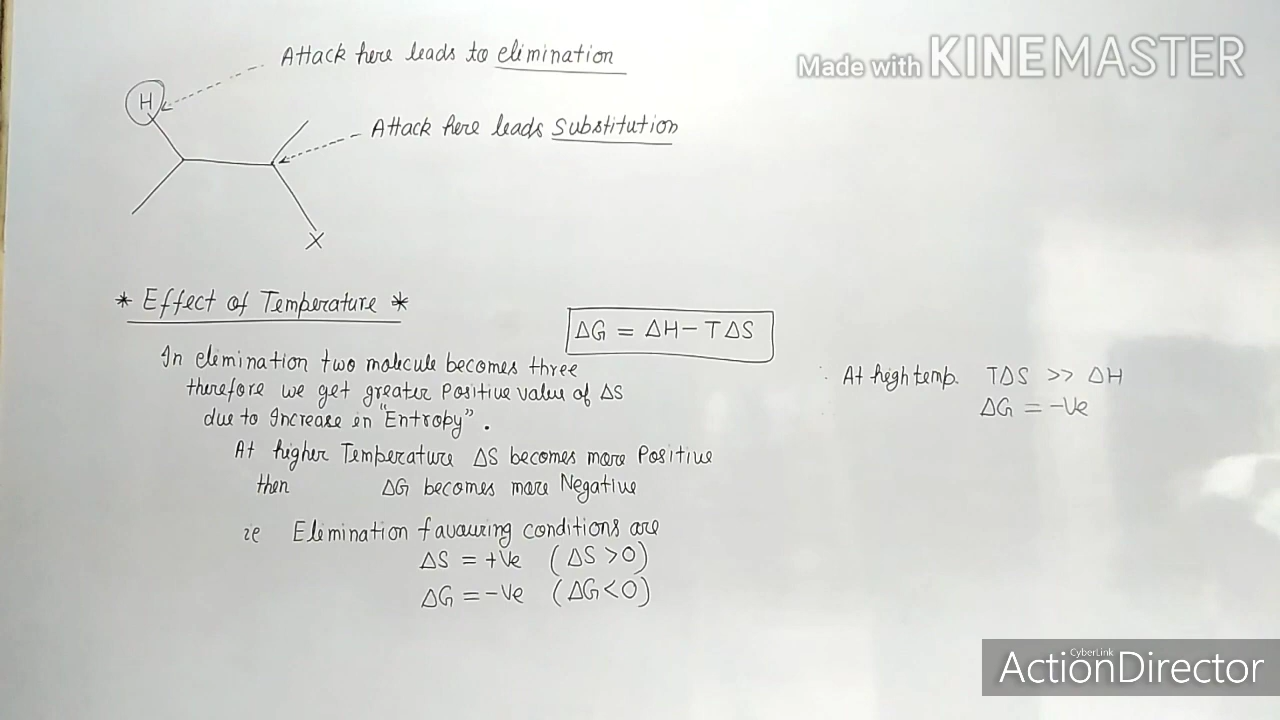 Attack here leads to elimination
Made with KINEMASTER
H
Attack here leads Substitution
X
* Effect of Temperature *
ΔG = ΔH - TΔS
In elemination two molecule becomes three
therefore we get greater Positive value of ΔS
due to Increase in "Entropy".
At high temp. TΔS >> ΔH
ΔG = -Ve
At higher Temperature ΔS becomes more Positive
then ΔG becomes more Negative
ie Elemination favouring conditions are
ΔS = +Ve (ΔS >0)
ΔG = -Ve (ΔG<0)
CyberLink
ActionDirector